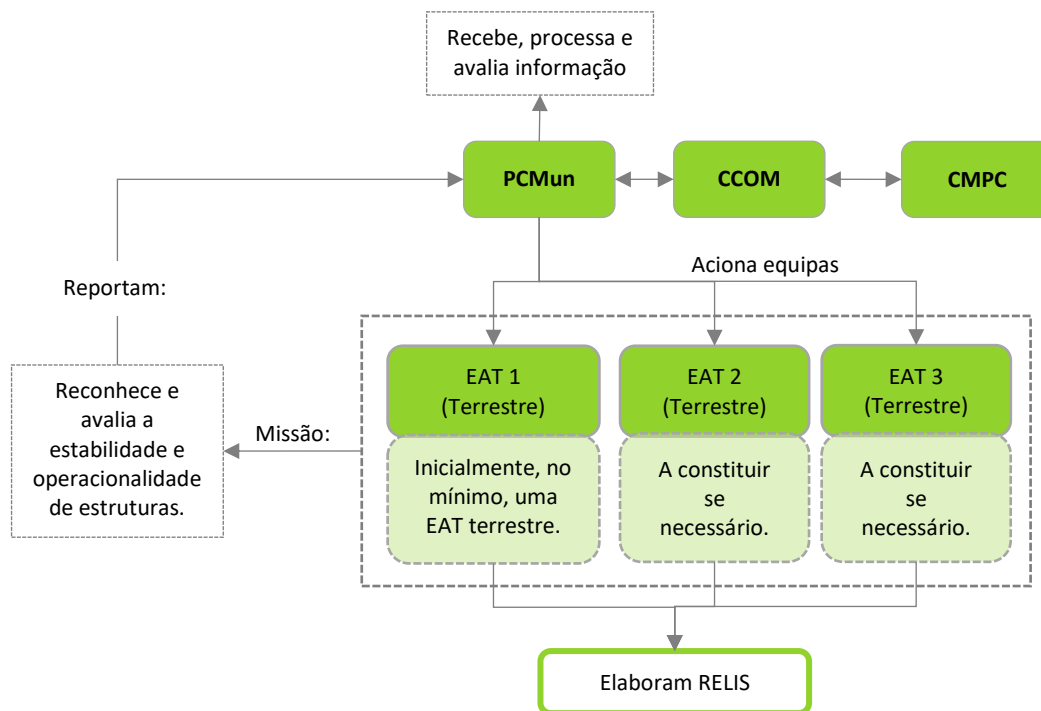 Recebe, processa e
avalia informação
PCMun
CCOM
CMPC
Aciona equipas
Reportam:
EAT 1
(Terrestre)
EAT 2
(Terrestre)
EAT 3
(Terrestre)
Reconhece e
avalia a
estabilidade e
operacionalidade
de estruturas.
Missão:
Inicialmente, no
mínimo, uma
EAT terrestre.
A constituir
se
necessário.
A constituir
se
necessário.
Elaboram RELIS